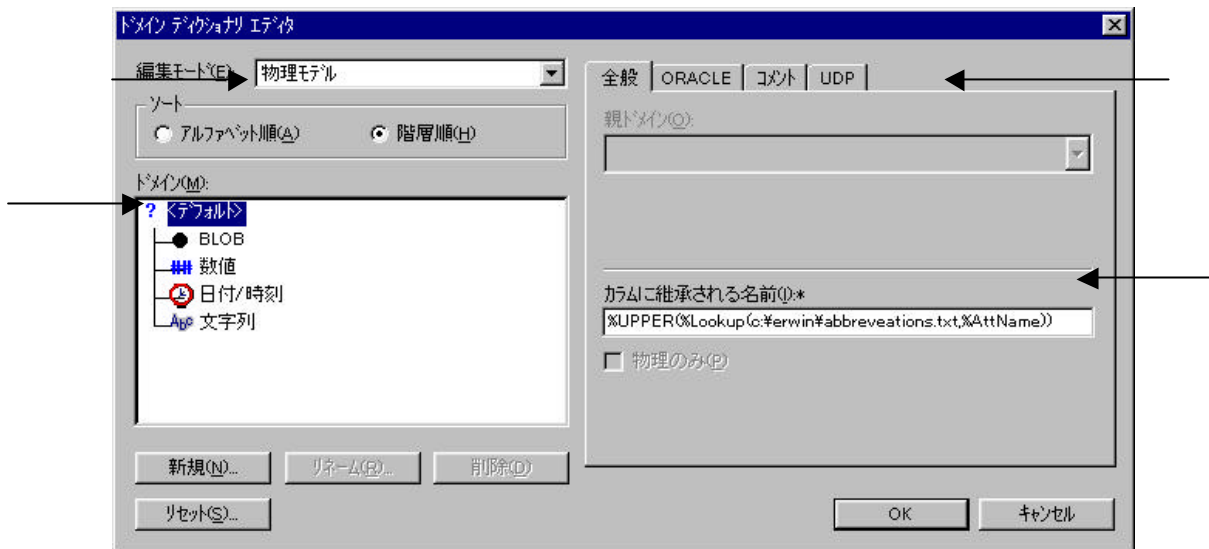 ドメイン ディクショナリ エディタ
編集モード(E)
物理モデル
ソート
アルファベット順(A)
階層順(H)
ドメイン(M):
? <デフォルト>
BLOB
数値
日付/時刻
文字列
新規(N)...
リネーム(R)...
削除(D)
リセット(S)...
全般
ORACLE
コメント
UDP
親ドメイン(O):
カラムに継承される名前(I):*
%UPPER(%Lookup(c:¥erwin¥abbreveations.txt,%AttName))
物理のみ(P)
OK
キャンセル